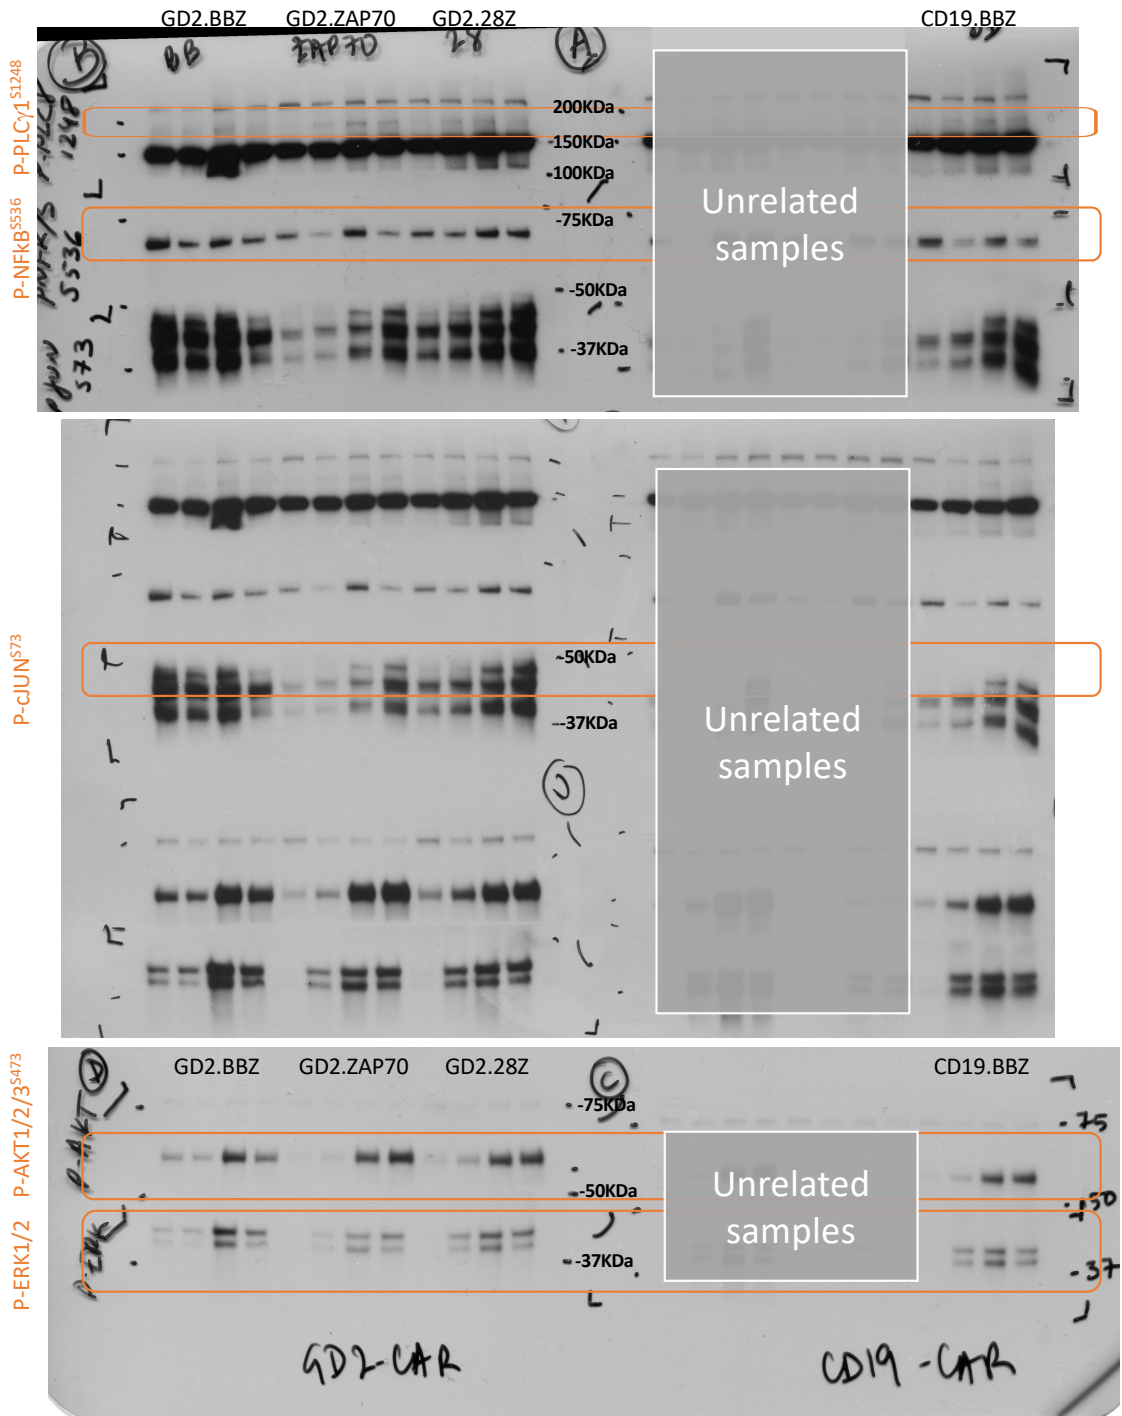 GD2.BBZ GD2.ZAP70 GD2.28Z CD19.BBZ
B BB ZAP70 28 A
P-PLCγ1S1248
P-PLCγ
1248
200KDa
-150KDa
-100KDa
P-NFkBS536
S536
-75KDa
Unrelated
samples
-50KDa
-37KDa
P JUN
S73
P-cJUNS73
-50KDa
-37KDa
Unrelated
samples
GD2.BBZ GD2.ZAP70 GD2.28Z CD19.BBZ
C
P-AKT1/2/3S473
P-AKT
-75KDa
-75
Unrelated
samples
-50KDa
-50
P-ERK1/2
P-ERK
-37KDa
-37
GD2-CAR CD19-CAR